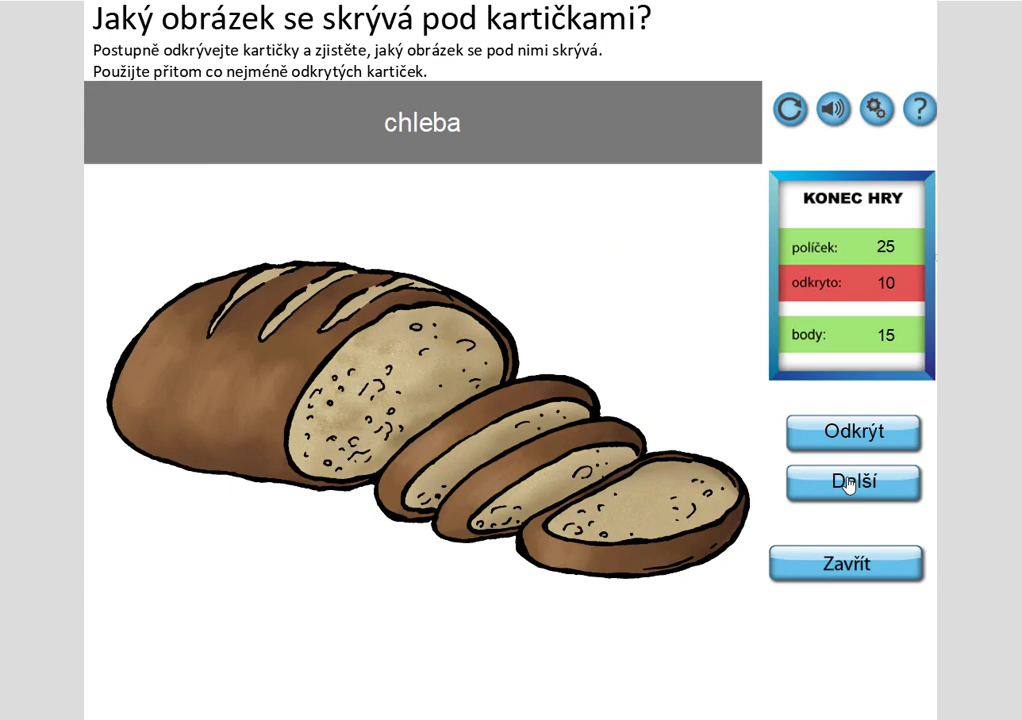 Jaký obrázek se skrývá pod kartičkami?
Postupně odkrývejte kartičky a zjistěte, jaký obrázek se pod nimi skrývá.
Použijte přitom co nejméně odkrytých kartiček.
chleba
?
KONEC HRY
políček: 25
odkryto: 10
body: 15
Odkrýt
Další
Zavřít